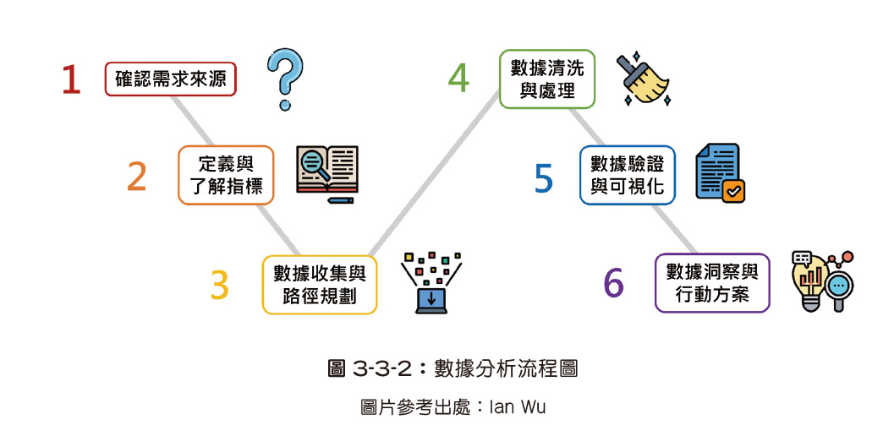 1
確認需求來源
2
定義與
了解指標
3
數據收集與
路徑規劃
4
數據清洗
與處理
5
數據驗證
與可視化
6
數據洞察與
行動方案
圖 3-3-2：數據分析流程圖
圖片參考出處：Ian Wu